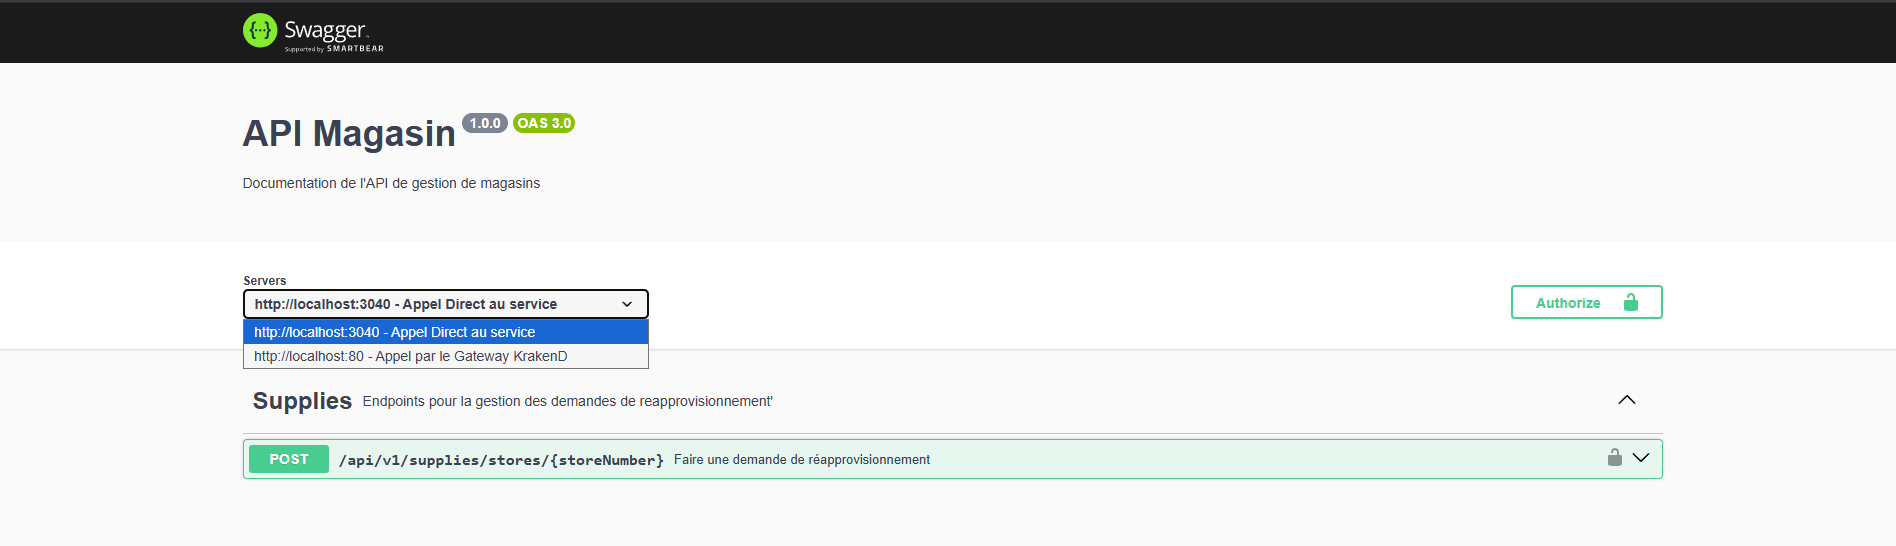 {···} Swagger
Supported by SMARTBEAR
API Magasin 1.0.0 OAS 3.0
Documentation de l'API de gestion de magasins
Servers
http://localhost:3040 - Appel Direct au service
Authorize
http://localhost:3040 - Appel Direct au service
http://localhost:80 - Appel par le Gateway KrakenD
Supplies Endpoints pour la gestion des demandes de reapprovisionnement'
POST /api/v1/supplies/stores/{storeNumber} Faire une demande de réapprovisionnement